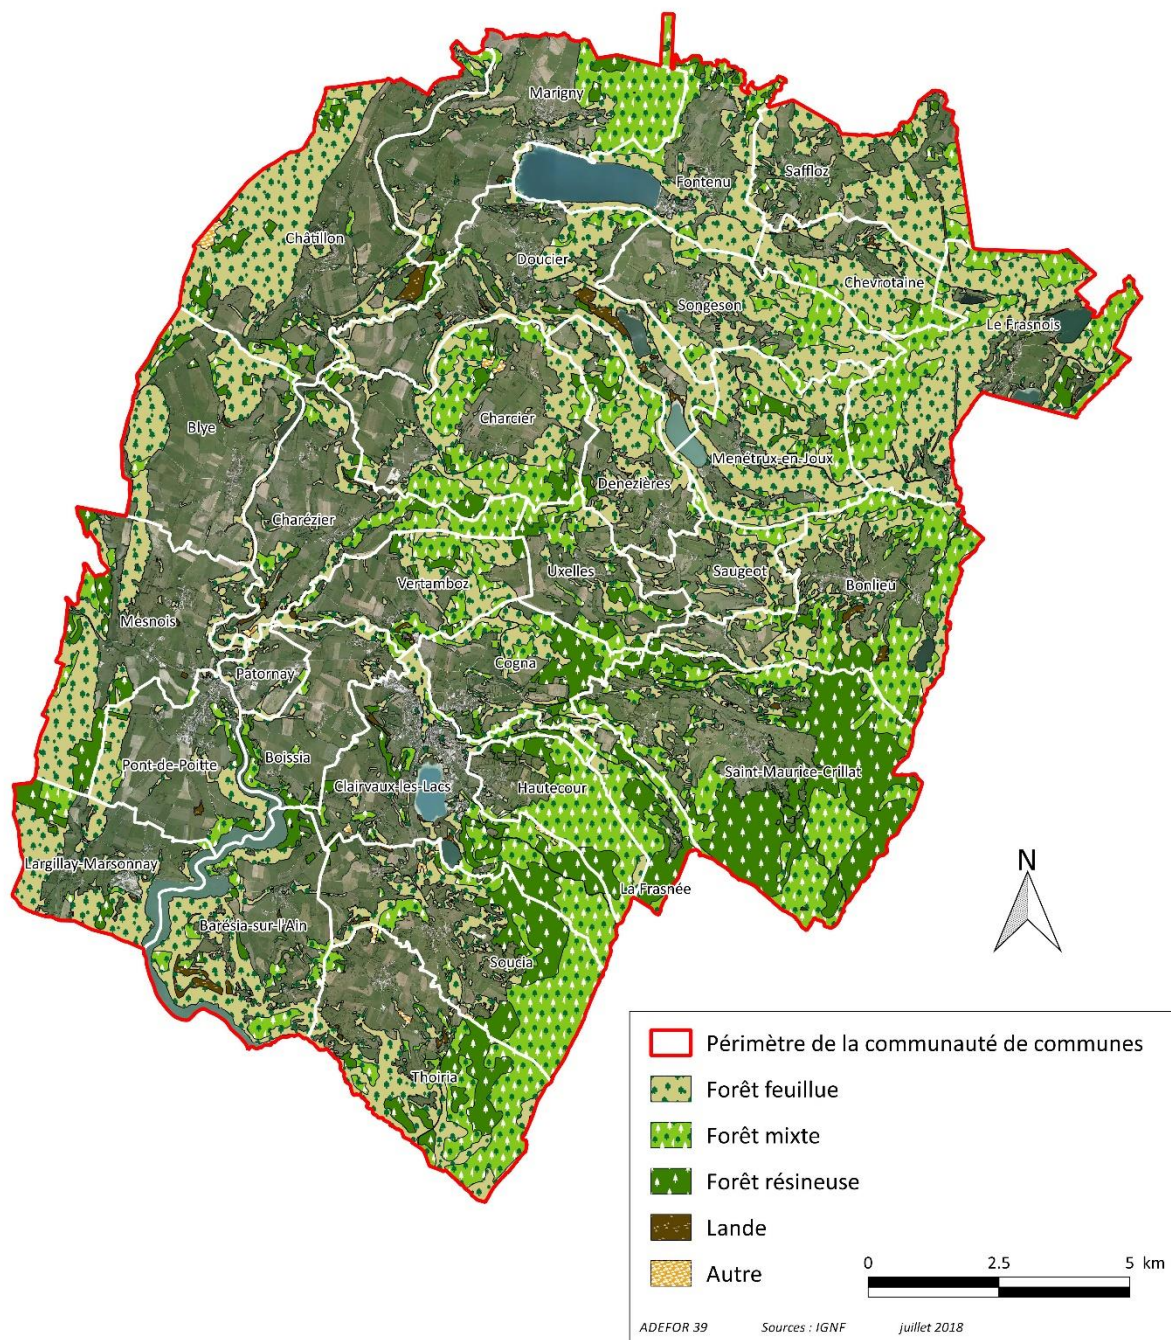 Marigny
Fontenu
Saffloz
Châtillon
Doucier
Songeson
Chevrotaine
Le Frasnois
Charcier
Blye
Menétrux-en-Joux
Denezières
Charézier
Uxelles
Saugeot
Vertamboz
Bonlieu
Mesnois
Cogna
Patornay
Boissia
Pont-de-Poitte
Clairvaux-les-Lacs
Hautecour
Saint-Maurice-Crillat
Largillay-Marsonnay
La Frasnée
Barésia-sur-l'Ain
Soucia
Thoiria
N
Périmètre de la communauté de communes
Forêt feuillue
Forêt mixte
Forêt résineuse
Lande
Autre
0 2.5 5 km
ADEFOR 39 Sources : IGNF juillet 2018